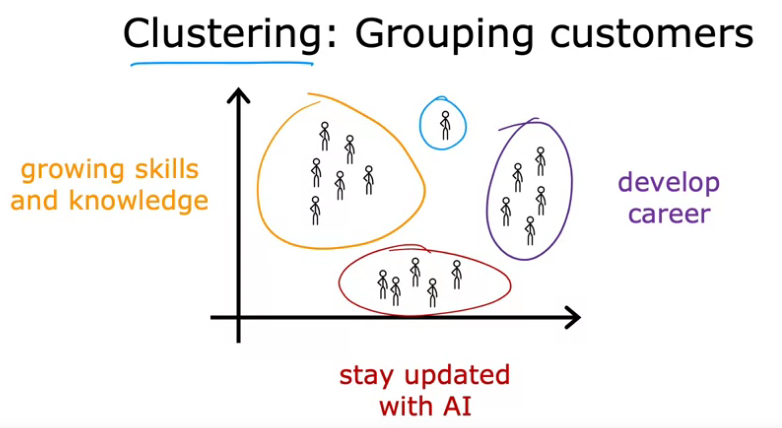 Clustering: Grouping customers
growing skills
and knowledge
develop
career
stay updated
with AI